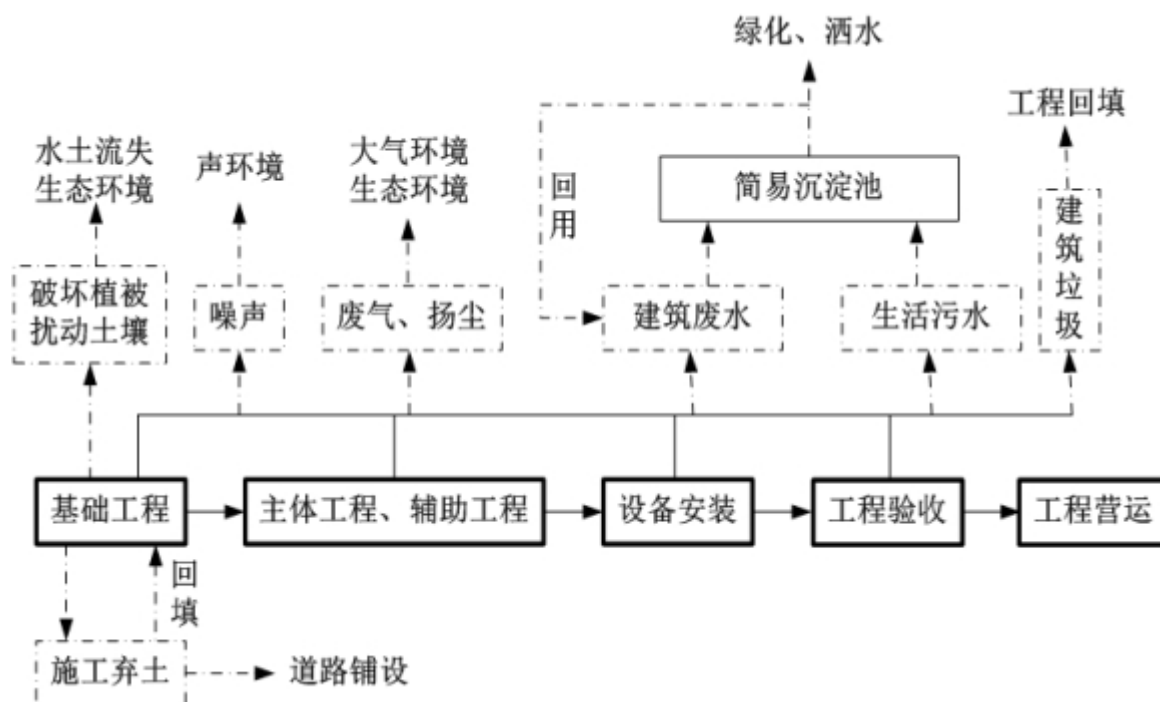 绿化、洒水
工程回填
水土流失
生态环境
声环境
大气环境
生态环境
回用
简易沉淀池
建筑垃圾
破坏植被
扰动土壤
噪声
废气、扬尘
建筑废水
生活污水
基础工程
主体工程、辅助工程
设备安装
工程验收
工程营运
回填
施工弃土
道路铺设